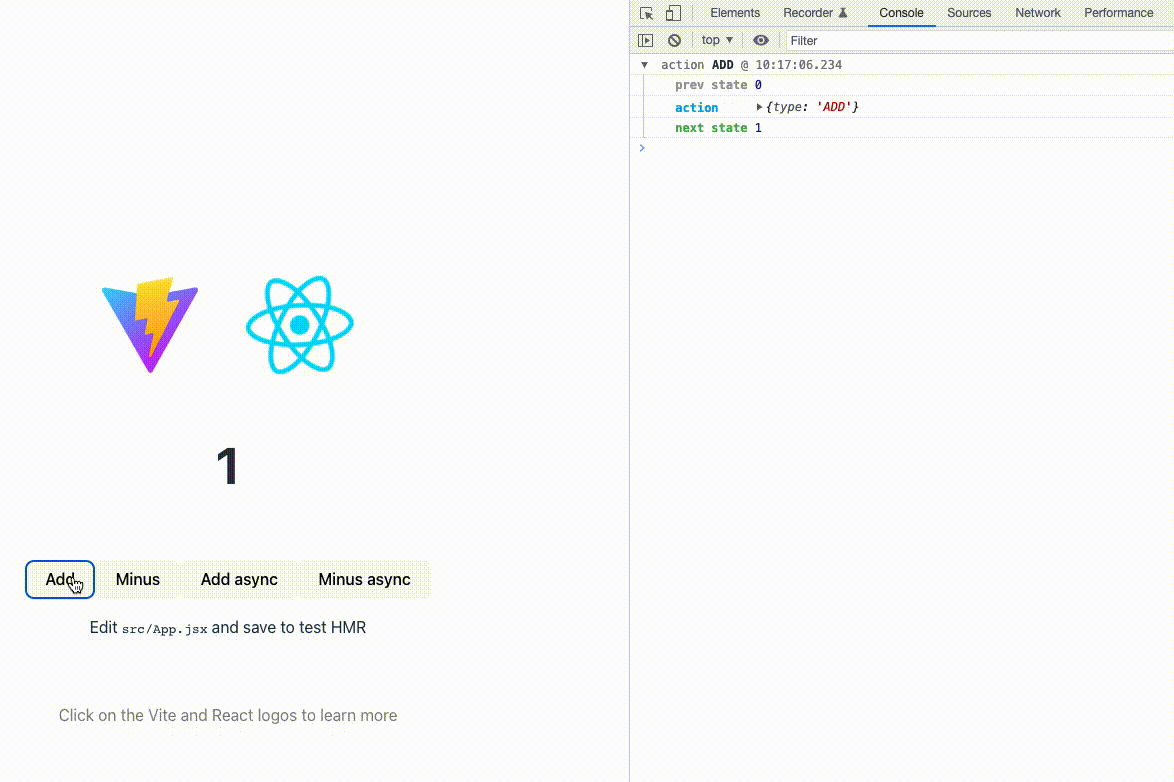 Elements Recorder Console Sources Network Performance
top ▼ Filter
▼ action ADD @ 10:17:06.234
prev state 0
action ▶{type: 'ADD'}
next state 1
>
1
Add Minus Add async Minus async
Edit src/App.jsx and save to test HMR
Click on the Vite and React logos to learn more